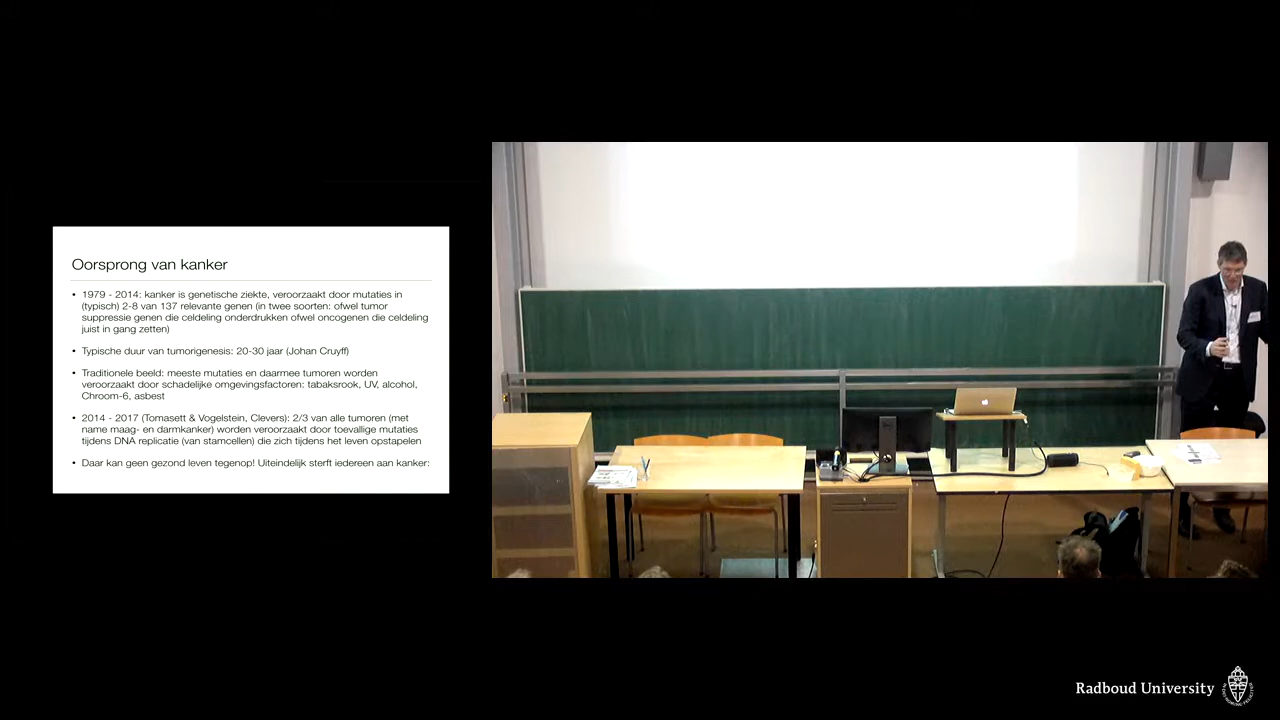 Oorsprong van kanker
• 1979 - 2014: kanker is genetische ziekte, veroorzaakt door mutaties in
(typisch) 2-8 van 137 relevante genen (in twee soorten: ofwel tumor
suppressie genen die celdeling onderdrukken ofwel oncogenen die celdeling
juist in gang zetten)
• Typische duur van tumorigenesis: 20-30 jaar (Johan Cruyff)
• Traditionele beeld: meeste mutaties en daarmee tumoren worden
veroorzaakt door schadelijke omgevingsfactoren: tabaksrook, UV, alcohol,
Chroom-6, asbest
• 2014 - 2017 (Tomasett & Vogelstein, Clevers): 2/3 van alle tumoren (met
name maag- en darmkanker) worden veroorzaakt door toevallige mutaties
tijdens DNA replicatie (van stamcellen) die zich tijdens het leven opstapelen
• Daar kan geen gezond leven tegenop! Uiteindelijk sterft iedereen aan kanker:
Radboud University